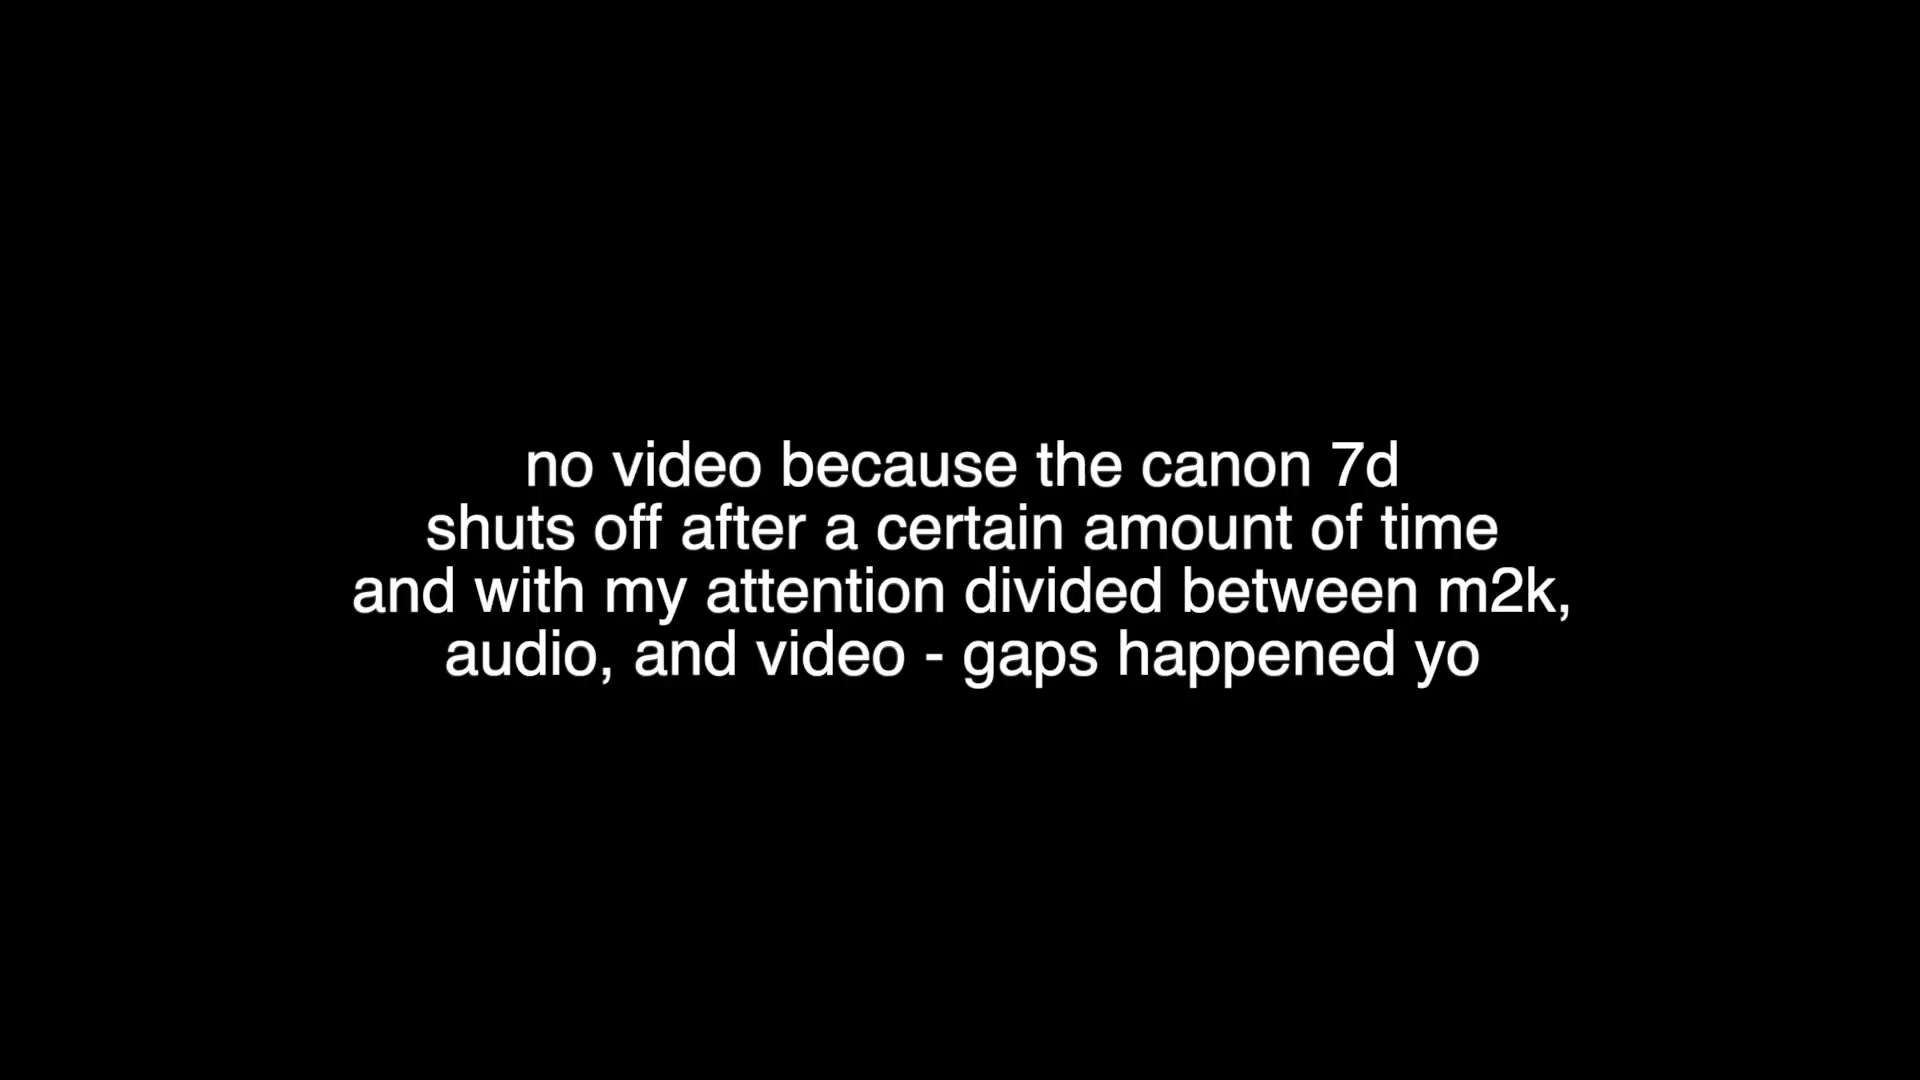 no video because the canon 7d
shuts off after a certain amount of time
and with my attention divided between m2k,
audio, and video - gaps happened yo